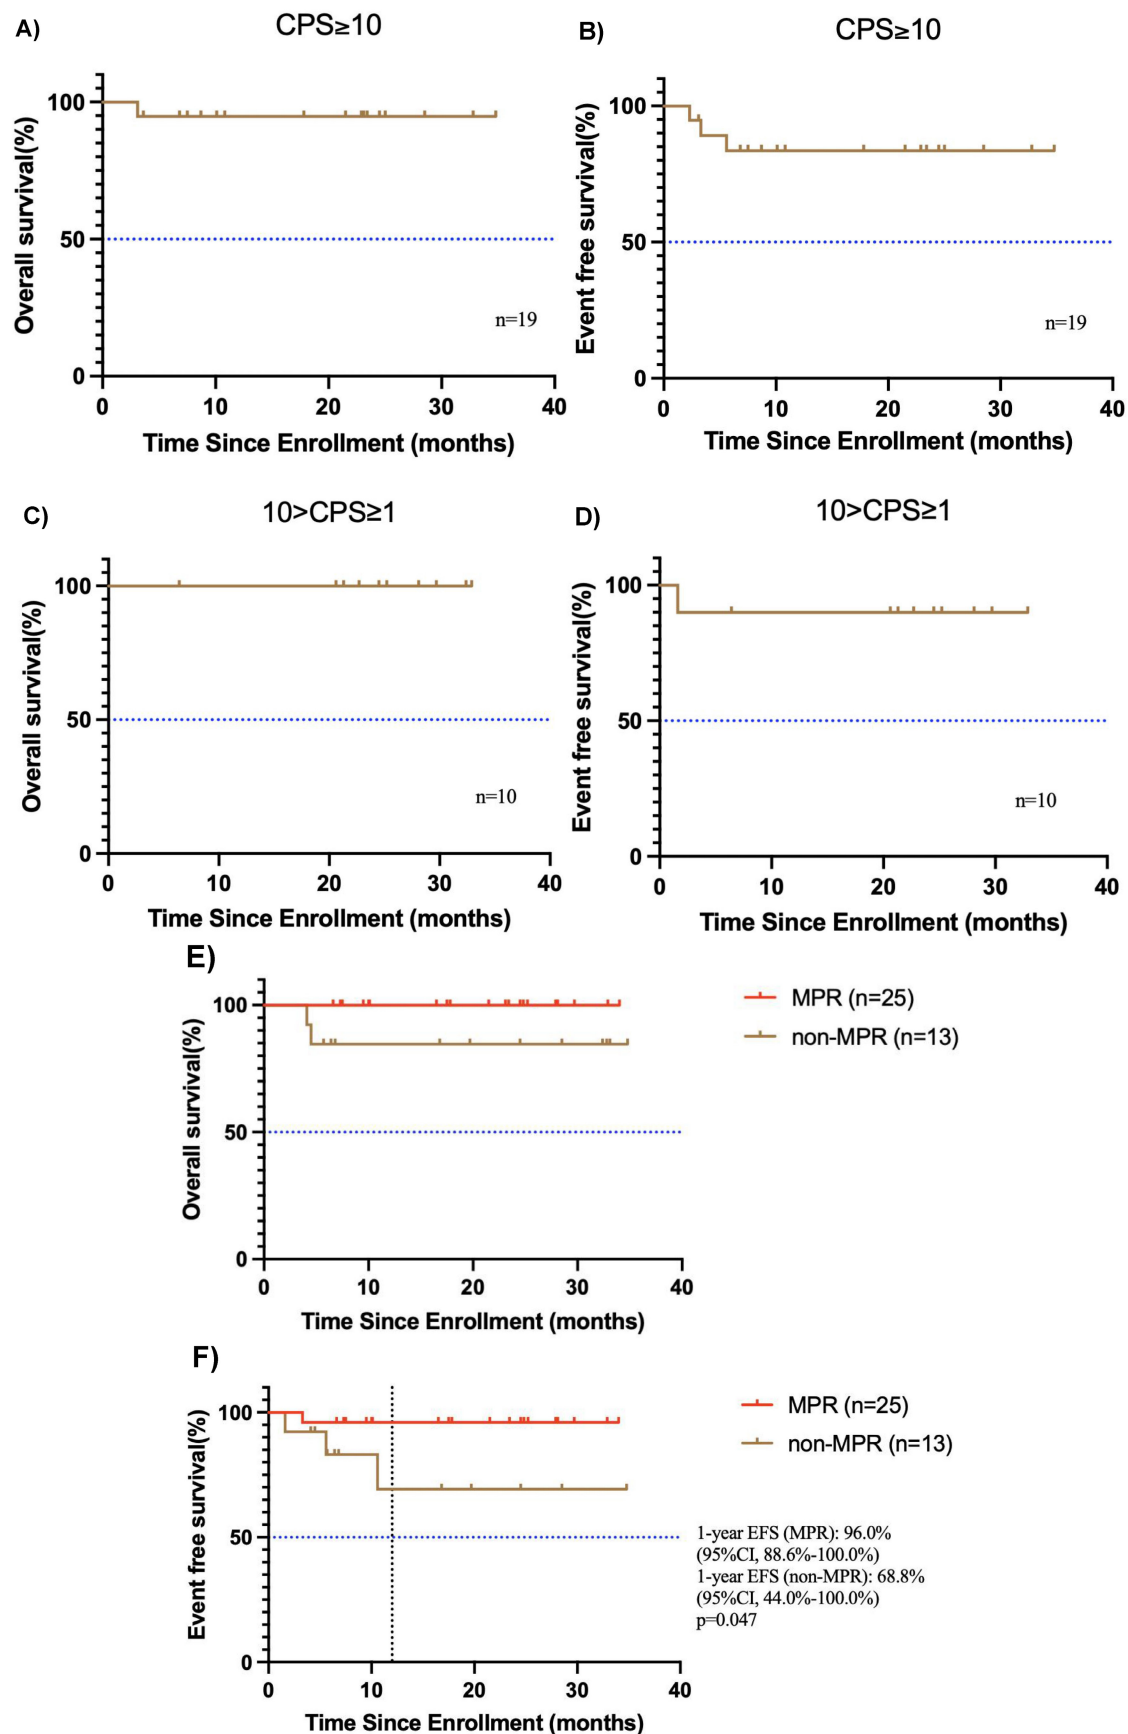 A)
CPS≥10
Overall survival(%)
100
50
0
n=19
0 10 20 30 40
Time Since Enrollment (months)
B)
CPS≥10
Event free survival(%)
100
50
0
n=19
0 10 20 30 40
Time Since Enrollment (months)
C)
10>CPS≥1
Overall survival(%)
100
50
0
n=10
0 10 20 30 40
Time Since Enrollment (months)
D)
10>CPS≥1
Event free survival(%)
100
50
0
n=10
0 10 20 30 40
Time Since Enrollment (months)
E)
Overall survival(%)
100
50
0
0 10 20 30 40
Time Since Enrollment (months)
MPR (n=25)
non-MPR (n=13)
F)
Event free survival(%)
100
50
0
0 10 20 30 40
Time Since Enrollment (months)
MPR (n=25)
non-MPR (n=13)
1-year EFS (MPR): 96.0%
(95%CI, 88.6%-100.0%)
1-year EFS (non-MPR): 68.8%
(95%CI, 44.0%-100.0%)
p=0.047